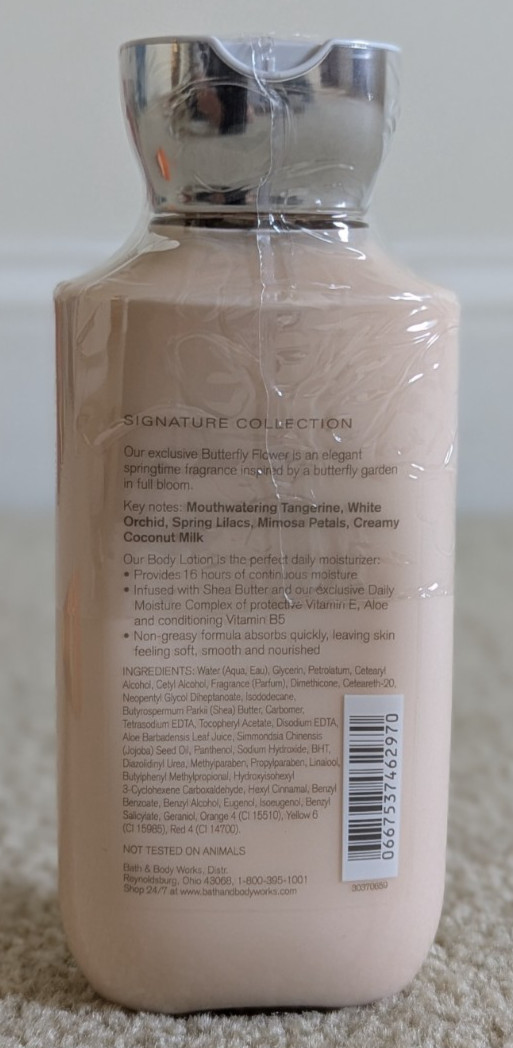 SIGNATURE COLLECTION
Our exclusive Butterfly Flower is an elegant
springtime fragrance inspired by a butterfly garden
in full bloom.
Key notes: Mouthwatering Tangerine, White
Orchid, Spring Lilacs, Mimosa Petals, Creamy
Coconut Milk
Our Body Lotion is the perfect daily moisturizer:
• Provides 16 hours of continuous moisture
• Infused with Shea Butter and our exclusive Daily
Moisture Complex of protective Vitamin E, Aloe
and conditioning Vitamin B5
• Non-greasy formula absorbs quickly, leaving skin
feeling soft, smooth and nourished
INGREDIENTS: Water (Aqua, Eau), Glycerin, Petrolatum, Cetearyl
Alcohol, Cetyl Alcohol, Fragrance (Parfum), Dimethicone, Ceteareth-20,
Neopentyl Glycol Diheptanoate, Isododecane,
Butyrospermum Parkii (Shea) Butter, Carbomer,
Tetrasodium EDTA, Tocopheryl Acetate, Disodium EDTA,
Aloe Barbadensis Leaf Juice, Simmondsia Chinensis
(Jojoba) Seed Oil, Panthenol, Sodium Hydroxide, BHT,
Diazolidinyl Urea, Methylparaben, Propylparaben, Linalool,
Butylphenyl Methylpropional, Hydroxyisohexyl
3-Cyclohexene Carboxaldehyde, Hexyl Cinnamal, Benzyl
Benzoate, Benzyl Alcohol, Eugenol, Isoeugenol, Benzyl
Salicylate, Geraniol, Orange 4 (CI 15510), Yellow 6
(CI 15985), Red 4 (CI 14700).
NOT TESTED ON ANIMALS
Bath & Body Works, Distr.
Reynoldsburg, Ohio 43068, 1-800-395-1001
Shop 24/7 at www.bathandbodyworks.com
0667537462970